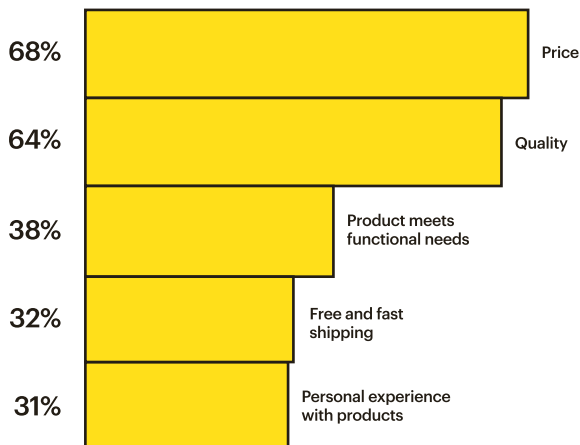 68%
Price
64%
Quality
38%
Product meets
functional needs
32%
Free and fast
shipping
31%
Personal experience
with products